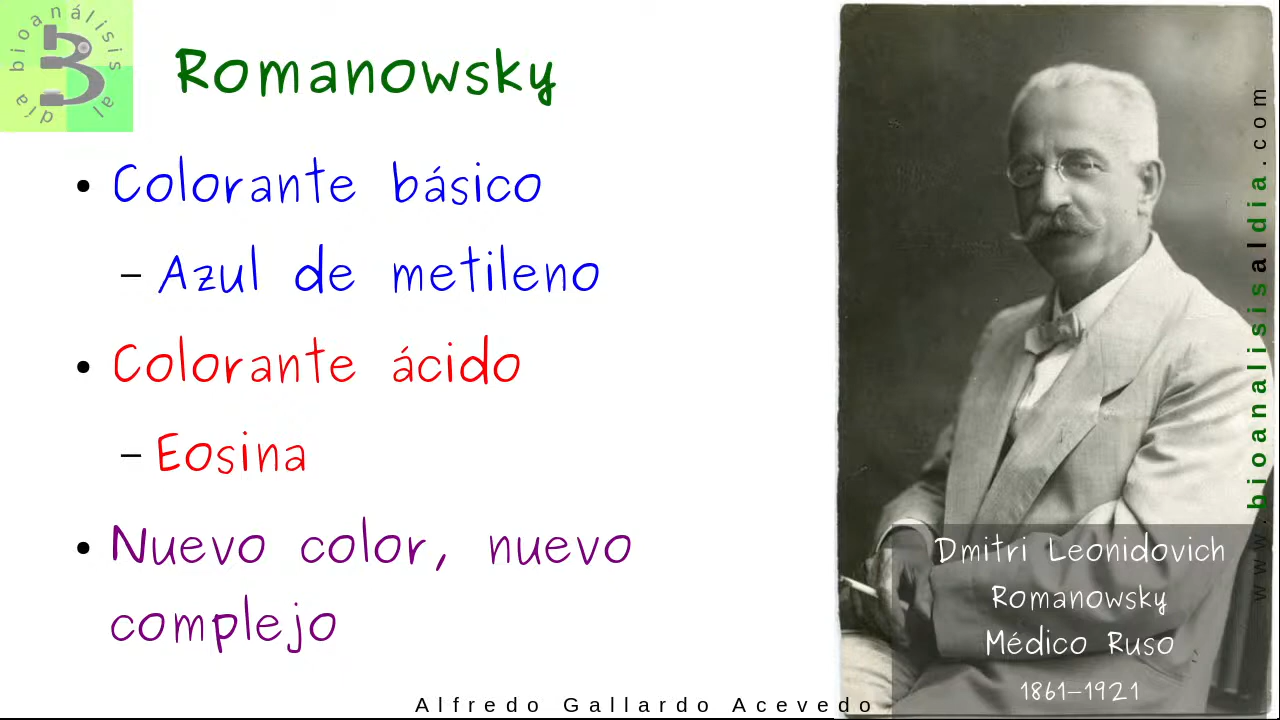 bioanálisis al día
Romanowsky
• Colorante básico
– Azul de metileno
• Colorante ácido
– Eosina
• Nuevo color, nuevo
complejo
Dmitri Leonidovich
Romanowsky
Médico Ruso
1861–1921
www.bioanalisisaldia.com
Alfredo Gallardo Acevedo